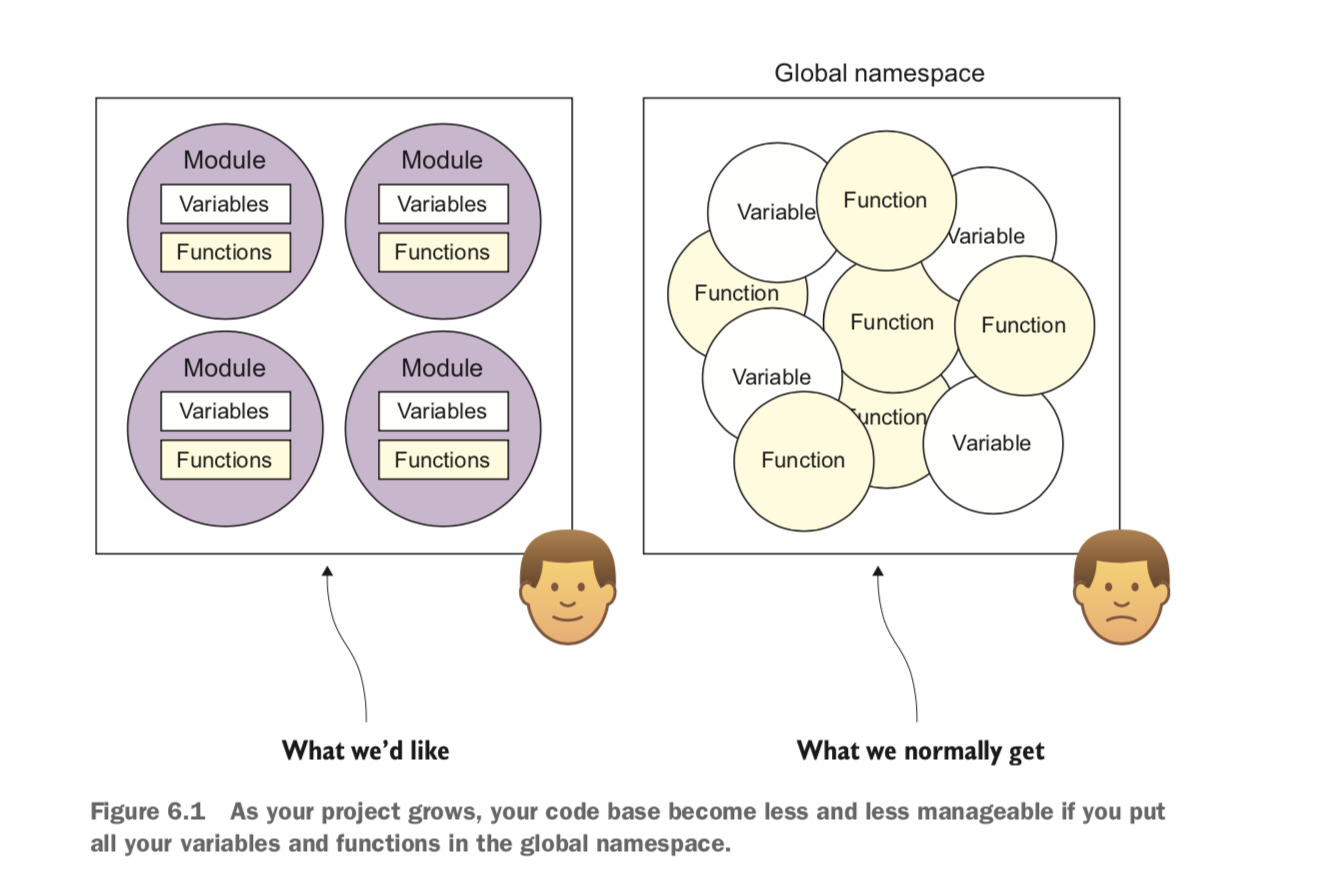 Global namespace
Module
Variables
Functions
Module
Variables
Functions
Module
Variables
Functions
Module
Variables
Functions
Variable
Function
Variable
Function
Function
Function
Variable
unction
Variable
Function
What we'd like
What we normally get
Figure 6.1 As your project grows, your code base become less and less manageable if you put
all your variables and functions in the global namespace.